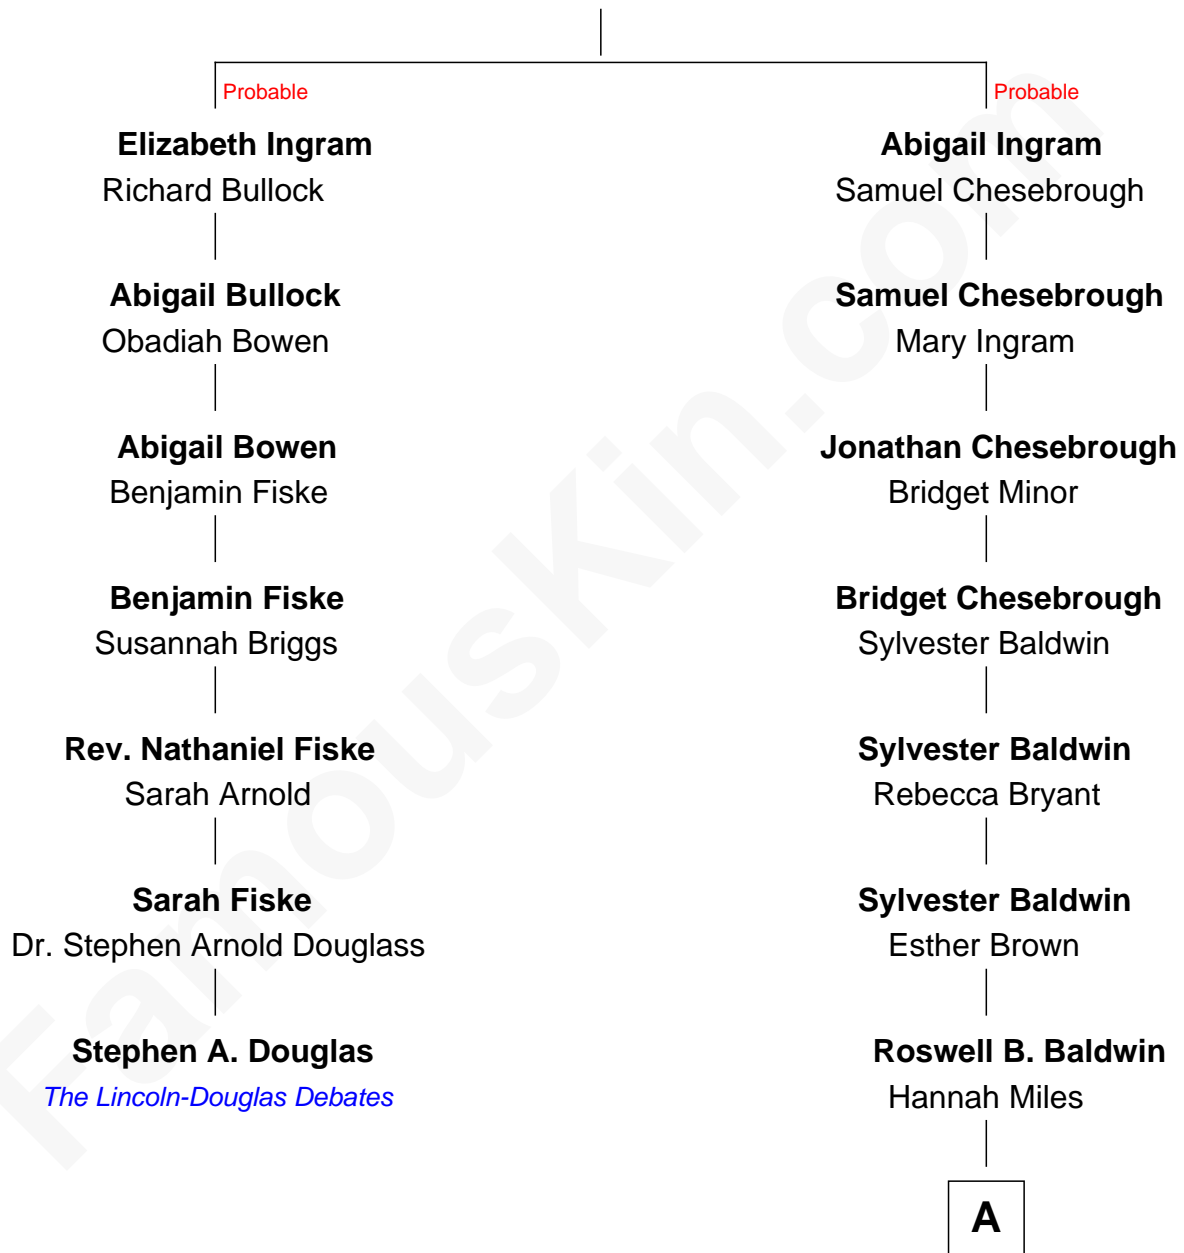 Probable
Elizabeth Ingram
Richard Bullock
Abigail Bullock
Obadiah Bowen
Abigail Bowen
Benjamin Fiske
Benjamin Fiske
Susannah Briggs
Rev. Nathaniel Fiske
Sarah Arnold
Sarah Fiske
Dr. Stephen Arnold Douglass
Stephen A. Douglas
The Lincoln-Douglas Debates
Probable
Abigail Ingram
Samuel Chesebrough
Samuel Chesebrough
Mary Ingram
Jonathan Chesebrough
Bridget Minor
Bridget Chesebrough
Sylvester Baldwin
Sylvester Baldwin
Rebecca Bryant
Sylvester Baldwin
Esther Brown
Roswell B. Baldwin
Hannah Miles
A
FamousKin.com